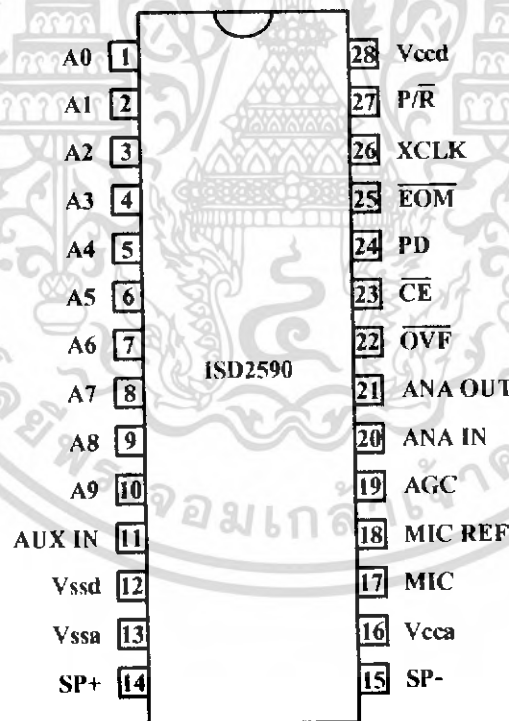 A0 1 28 Vccd
A1 2 27 P/R̅
A2 3 26 XCLK
A3 4 25 E̅O̅M̅
A4 5 24 PD
A5 6 23 C̅E̅
A6 7 22 O̅V̅F̅
ISD2590
A7 8 21 ANA OUT
A8 9 20 ANA IN
A9 10 19 AGC
AUX IN 11 18 MIC REF
Vssd 12 17 MIC
Vssa 13 16 Vcca
SP+ 14 15 SP-